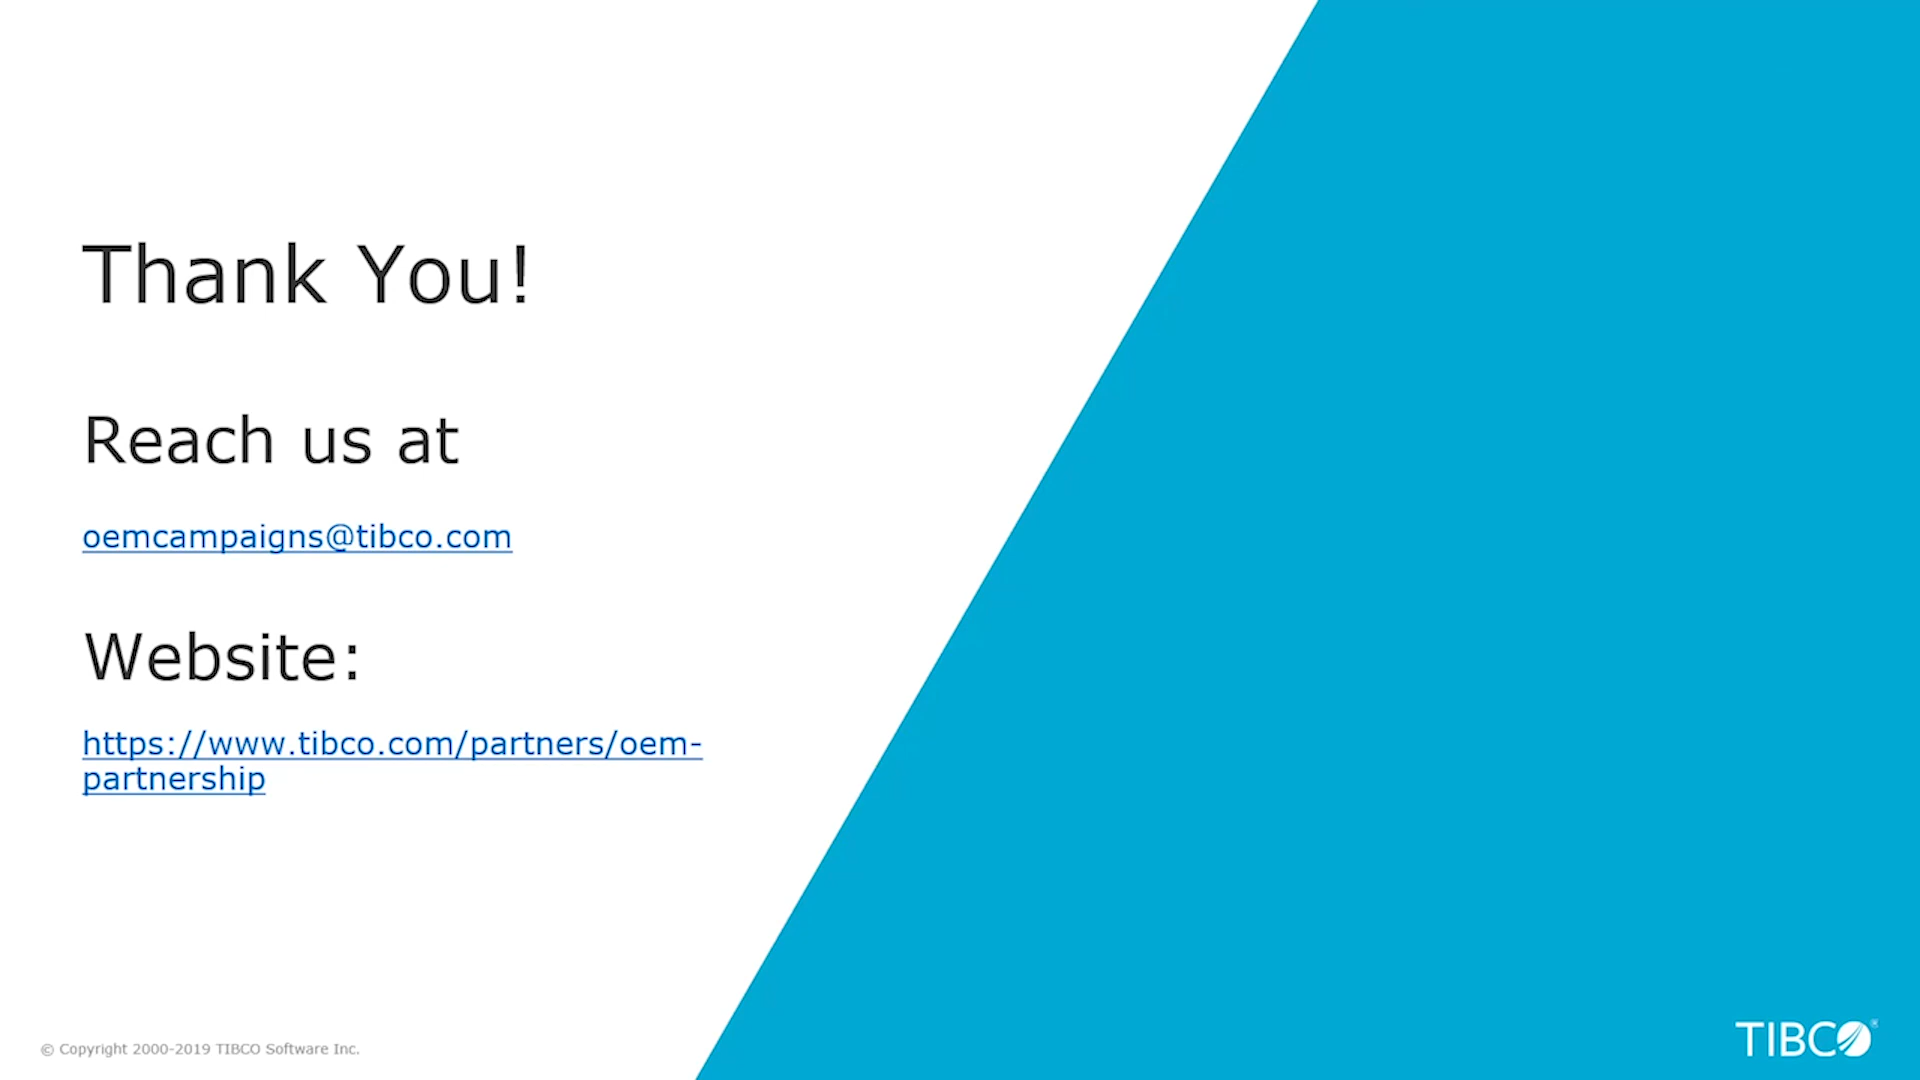 Thank You!
Reach us at
oemcampaigns@tibco.com
Website:
https://www.tibco.com/partners/oem-
partnership
© Copyright 2000-2019 TIBCO Software Inc.
TIBCO®